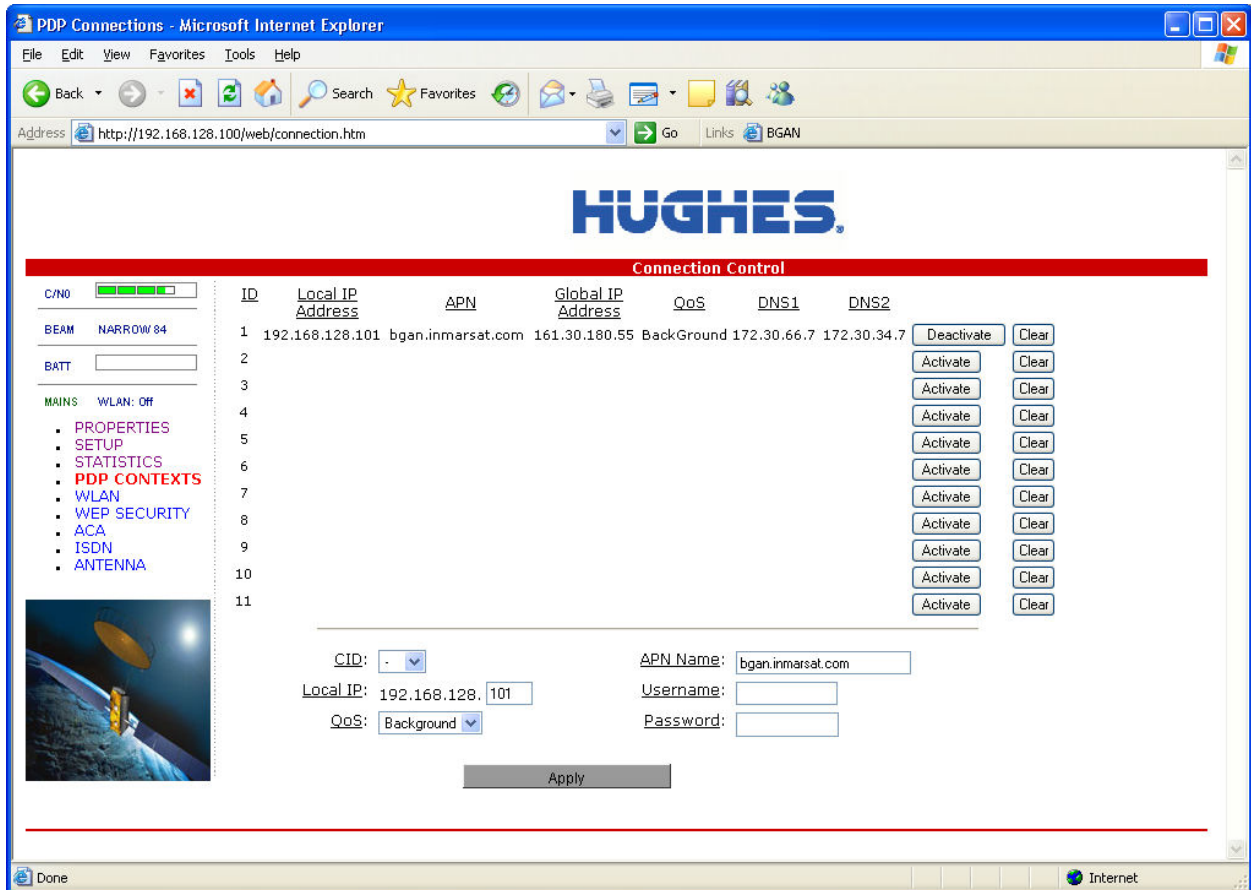 PDP Connections - Microsoft Internet Explorer
File Edit View Favorites Tools Help
Back Search Favorites
Address http://192.168.128.100/web/connection.htm Go Links BGAN
HUGHES.
Connection Control
C/N0
BEAM NARROW 84
BATT
MAINS WLAN: Off
PROPERTIES
SETUP
STATISTICS
PDP CONTEXTS
WLAN
WEP SECURITY
ACA
ISDN
ANTENNA
ID Local IP Address APN Global IP Address QoS DNS1 DNS2
1 192.168.128.101 bgan.inmarsat.com 161.30.180.55 BackGround 172.30.66.7 172.30.34.7 Deactivate Clear
2 Activate Clear
3 Activate Clear
4 Activate Clear
5 Activate Clear
6 Activate Clear
7 Activate Clear
8 Activate Clear
9 Activate Clear
10 Activate Clear
11 Activate Clear
CID: - APN Name: bgan.inmarsat.com
Local IP: 192.168.128. 101 Username:
QoS: Background Password:
Apply
Done Internet